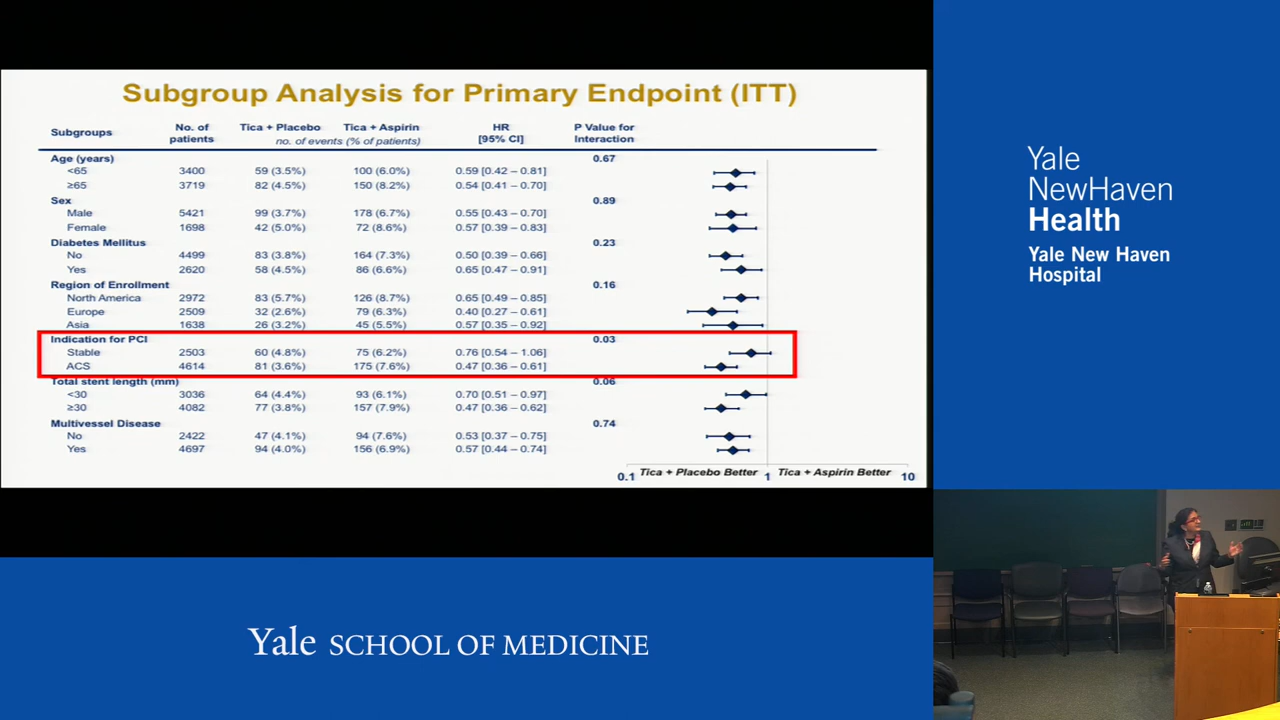 Subgroup Analysis for Primary Endpoint (ITT)
Subgroups No. of patients Tica + Placebo Tica + Aspirin HR [95% CI] P Value for Interaction
no. of events (% of patients)
Age (years) 0.67
<65 3400 59 (3.5%) 100 (6.0%) 0.59 [0.42 – 0.81]
≥65 3719 82 (4.5%) 150 (8.2%) 0.54 [0.41 – 0.70]
Sex 0.89
Male 5421 99 (3.7%) 178 (6.7%) 0.55 [0.43 – 0.70]
Female 1698 42 (5.0%) 72 (8.6%) 0.57 [0.39 – 0.83]
Diabetes Mellitus 0.23
No 4499 83 (3.8%) 164 (7.3%) 0.50 [0.39 – 0.66]
Yes 2620 58 (4.5%) 86 (6.6%) 0.65 [0.47 – 0.91]
Region of Enrollment 0.16
North America 2972 83 (5.7%) 126 (8.7%) 0.65 [0.49 – 0.85]
Europe 2509 32 (2.6%) 79 (6.3%) 0.40 [0.27 – 0.61]
Asia 1638 26 (3.2%) 45 (5.5%) 0.57 [0.35 – 0.92]
Indication for PCI 0.03
Stable 2503 60 (4.8%) 75 (6.2%) 0.76 [0.54 – 1.06]
ACS 4614 81 (3.6%) 175 (7.6%) 0.47 [0.36 – 0.61]
Total stent length (mm) 0.06
<30 3036 64 (4.4%) 93 (6.1%) 0.70 [0.51 – 0.97]
≥30 4082 77 (3.8%) 157 (7.9%) 0.47 [0.36 – 0.62]
Multivessel Disease 0.74
No 2422 47 (4.1%) 94 (7.6%) 0.53 [0.37 – 0.75]
Yes 4697 94 (4.0%) 156 (6.9%) 0.57 [0.44 – 0.74]
0.1 Tica + Placebo Better 1 Tica + Aspirin Better 10
Yale
NewHaven
Health
Yale New Haven
Hospital
Yale SCHOOL OF MEDICINE